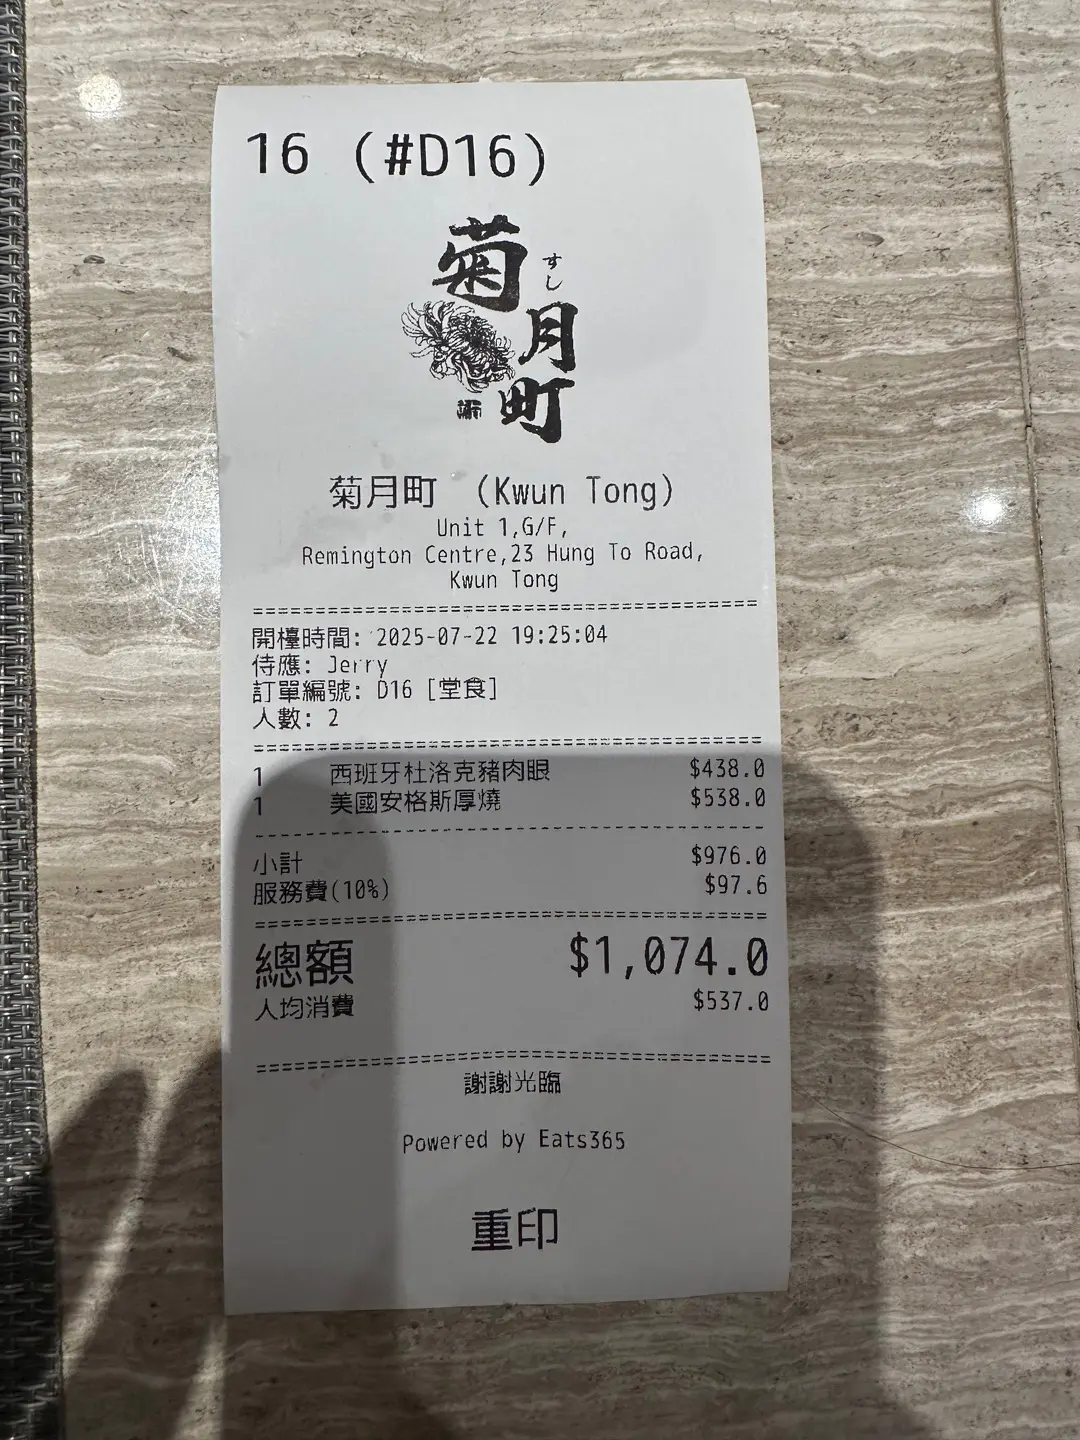 16 (#D16)
菊月町
すし
菊月町 (Kwun Tong)
Unit 1,G/F,
Remington Centre,23 Hung To Road,
Kwun Tong
開檯時間: 2025-07-22 19:25:04
侍應: Jerry
訂單編號: D16 [堂食]
人數: 2
1 西班牙杜洛克豬肉眼 $438.0
1 美國安格斯厚燒 $538.0
小計 $976.0
服務費(10%) $97.6
總額 $1,074.0
人均消費 $537.0
謝謝光臨
Powered by Eats365
重印